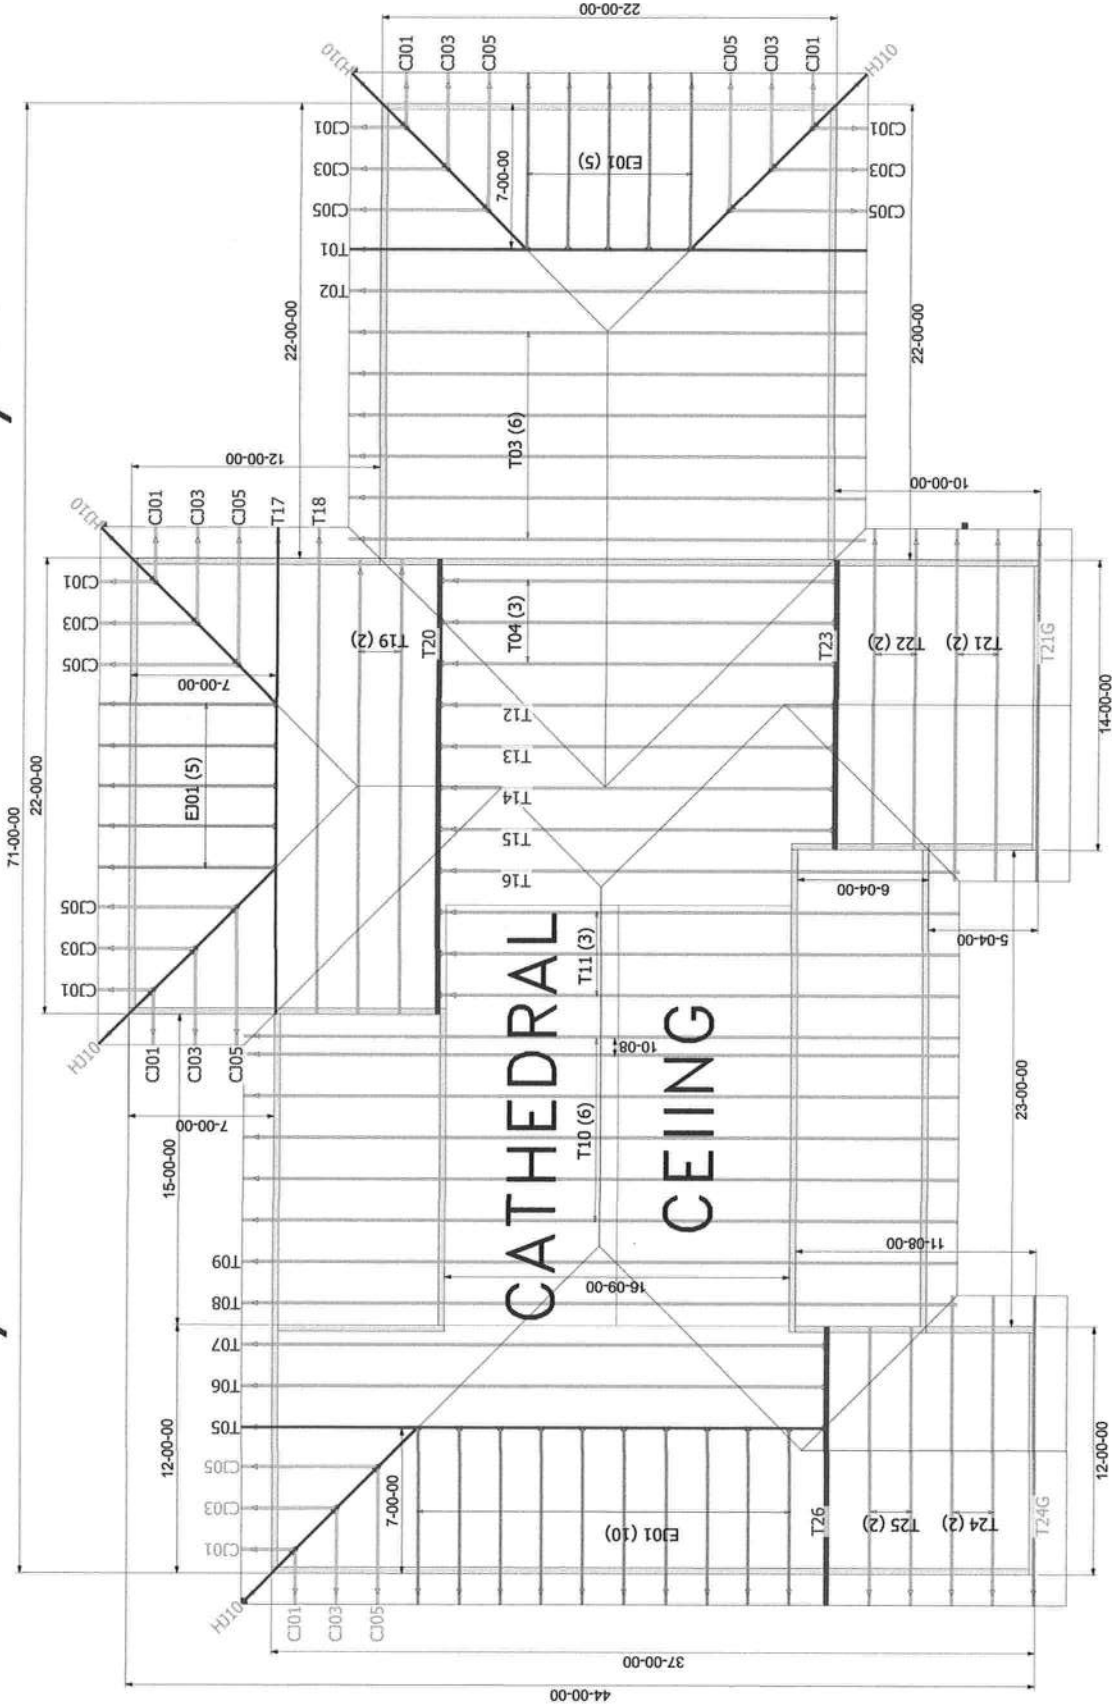 22-00-00
HJ10
CJ01
CJ03
CJ05
CJ05
CJ03
CJ01
HJ10
CJ01
CJ03
CJ05
T01
T02
7-00-00
EJ01 (5)
CJ01
CJ03
CJ05
22-00-00
22-00-00
T03 (6)
12-00-00
10-00-00
HJ10
CJ01
CJ03
CJ05
T17
T18
CJ01
CJ03
CJ05
7-00-00
EJ01 (5)
22-00-00
71-00-00
T19 (2)
T20
T04 (3)
T23
T22 (2)
T21 (2)
T21G
14-00-00
T12
T13
T14
T15
T16
6-04-00
5-04-00
CJ05
CJ03
CJ01
HJ10
CJ01
CJ03
CJ05
7-00-00
15-00-00
T11 (3)
10-08
T10 (6)
CATHEDRAL
CEIING
23-00-00
11-08-00
16-09-00
T09
T08
T07
T06
T05
12-00-00
CJ05
CJ03
CJ01
7-00-00
EJ01 (10)
T26
T25 (2)
T24 (2)
T24G
12-00-00
HJ10
CJ01
CJ03
CJ05
37-00-00
44-00-00